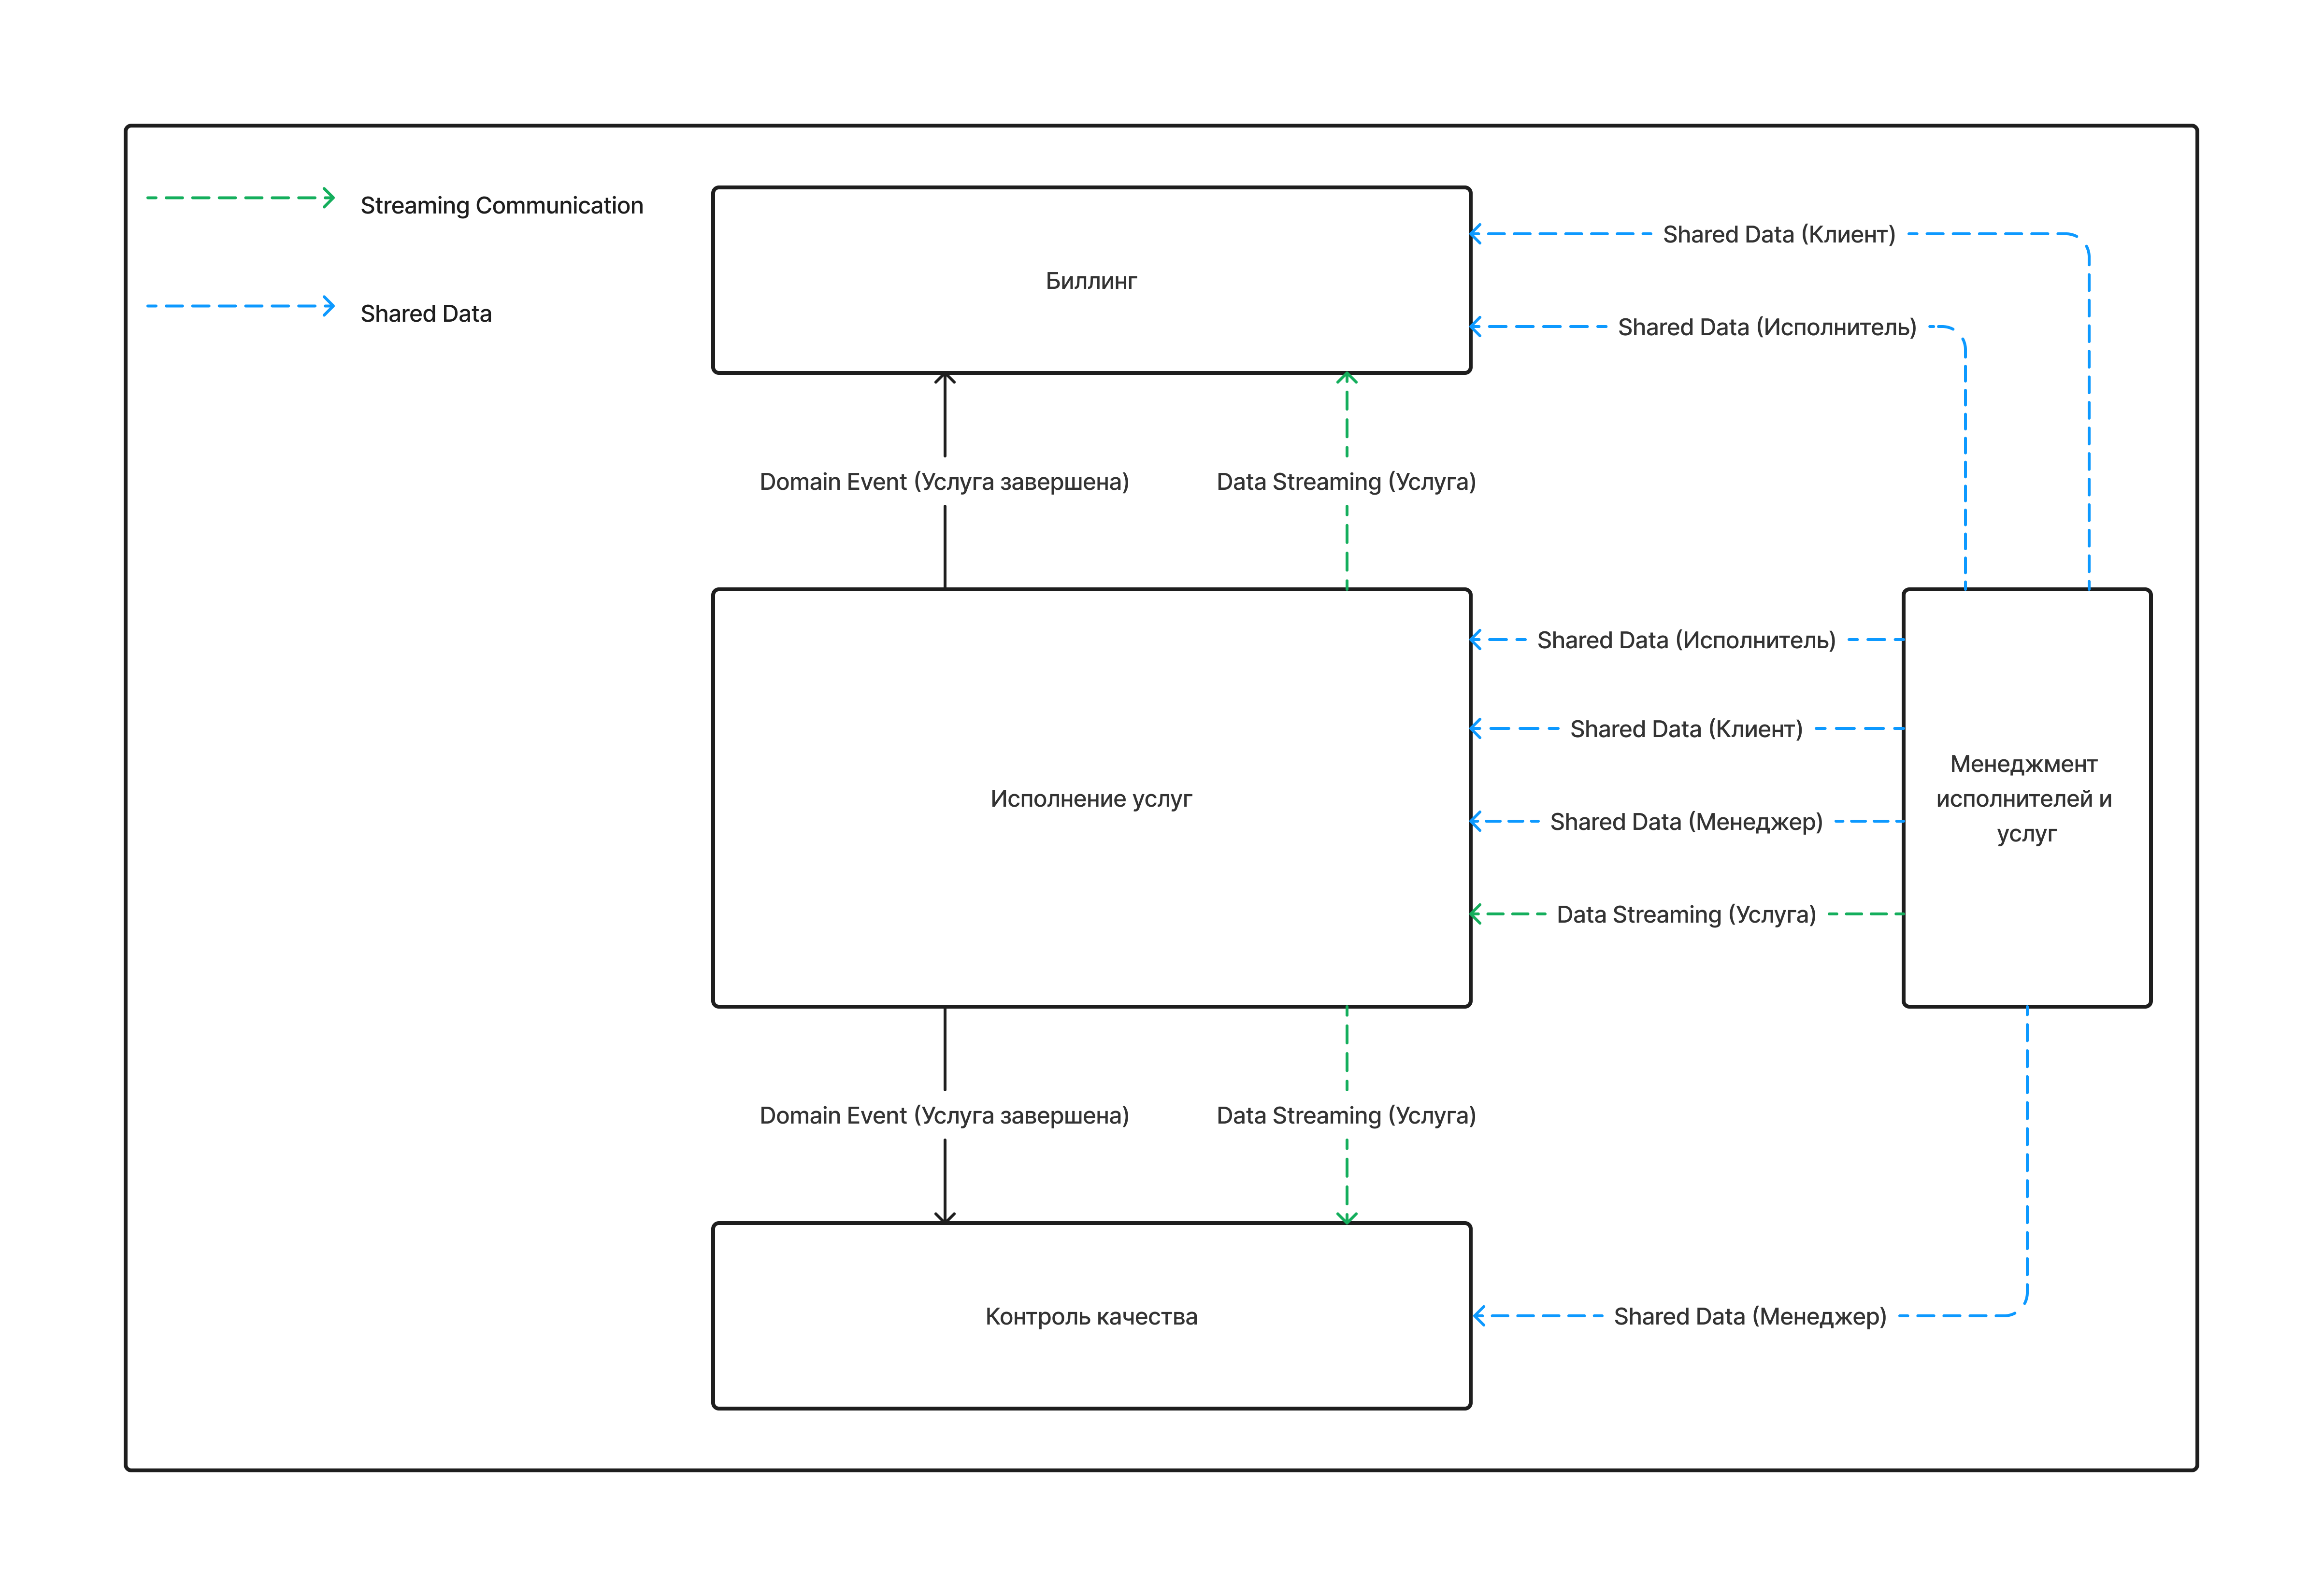 Streaming Communication
Shared Data
Биллинг
Shared Data (Клиент)
Shared Data (Исполнитель)
Domain Event (Услуга завершена)
Data Streaming (Услуга)
Исполнение услуг
Shared Data (Исполнитель)
Shared Data (Клиент)
Shared Data (Менеджер)
Data Streaming (Услуга)
Менеджмент
исполнителей и
услуг
Domain Event (Услуга завершена)
Data Streaming (Услуга)
Контроль качества
Shared Data (Менеджер)